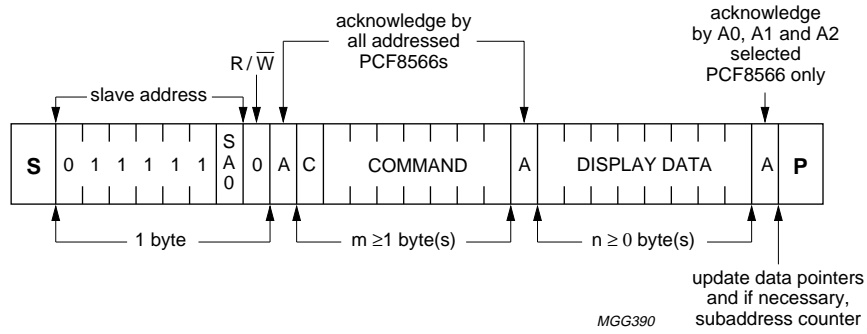 acknowledge by
all addressed
PCF8566s
acknowledge
by A0, A1 and A2
selected
PCF8566 only
R / W̅
slave address
S 0 1 1 1 1 1 SA0 0 A C COMMAND A DISPLAY DATA A P
1 byte
m ≥1 byte(s)
n ≥ 0 byte(s)
update data pointers
and if necessary,
subaddress counter
MGG390